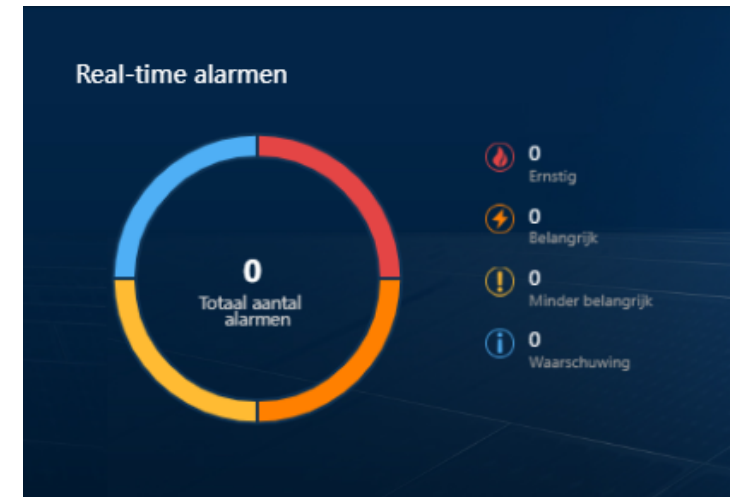 Real-time alarmen
0
Totaal aantal
alarmen
0
Ernstig
0
Belangrijk
0
Minder belangrijk
0
Waarschuwing